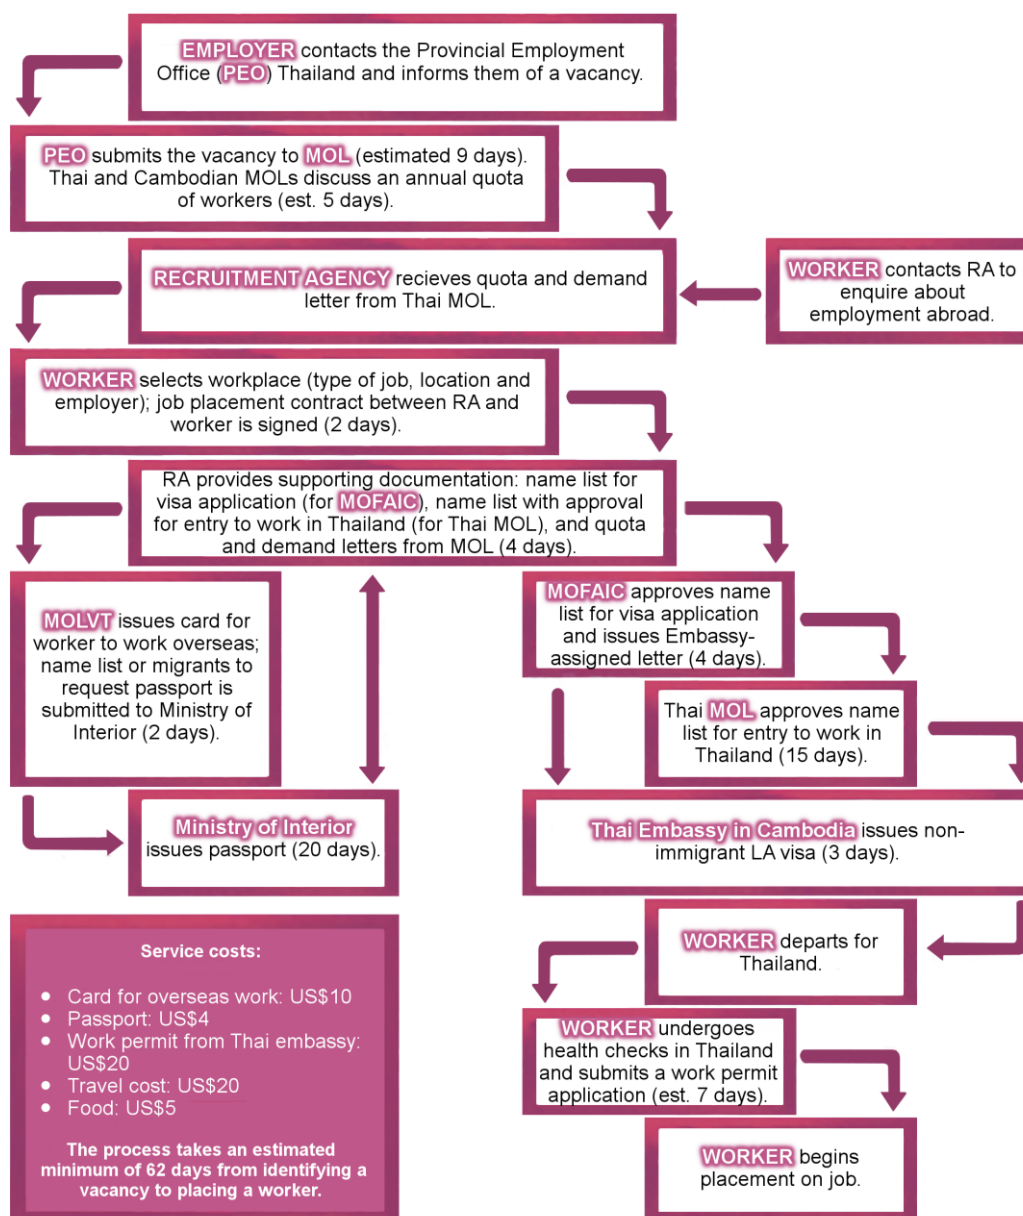 EMPLOYER contacts the Provincial Employment
Office (PEO) Thailand and informs them of a vacancy.
PEO submits the vacancy to MOL (estimated 9 days).
Thai and Cambodian MOLs discuss an annual quota
of workers (est. 5 days).
RECRUITMENT AGENCY recieves quota and demand
letter from Thai MOL.
WORKER contacts RA to
enquire about
employment abroad.
WORKER selects workplace (type of job, location and
employer); job placement contract between RA and
worker is signed (2 days).
RA provides supporting documentation: name list for
visa application (for MOFAIC), name list with approval
for entry to work in Thailand (for Thai MOL), and quota
and demand letters from MOL (4 days).
MOLVT issues card for
worker to work overseas;
name list or migrants to
request passport is
submitted to Ministry of
Interior (2 days).
MOFAIC approves name
list for visa application
and issues Embassy-
assigned letter (4 days).
Thai MOL approves name
list for entry to work in
Thailand (15 days).
Ministry of Interior
issues passport (20 days).
Thai Embassy in Cambodia issues non-
immigrant LA visa (3 days).
WORKER departs for
Thailand.
WORKER undergoes
health checks in Thailand
and submits a work permit
application (est. 7 days).
WORKER begins
placement on job.
Service costs:
• Card for overseas work: US$10
• Passport: US$4
• Work permit from Thai embassy:
US$20
• Travel cost: US$20
• Food: US$5
The process takes an estimated
minimum of 62 days from identifying a
vacancy to placing a worker.